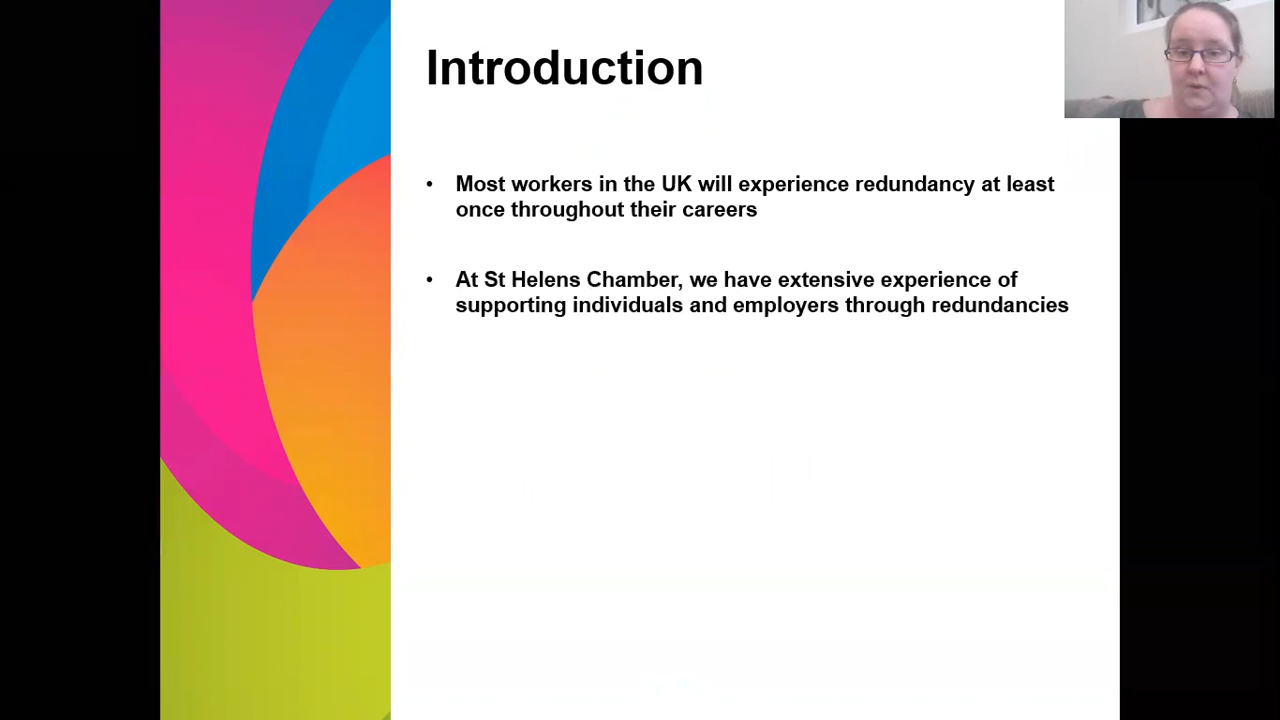 Introduction
• Most workers in the UK will experience redundancy at least
once throughout their careers
• At St Helens Chamber, we have extensive experience of
supporting individuals and employers through redundancies